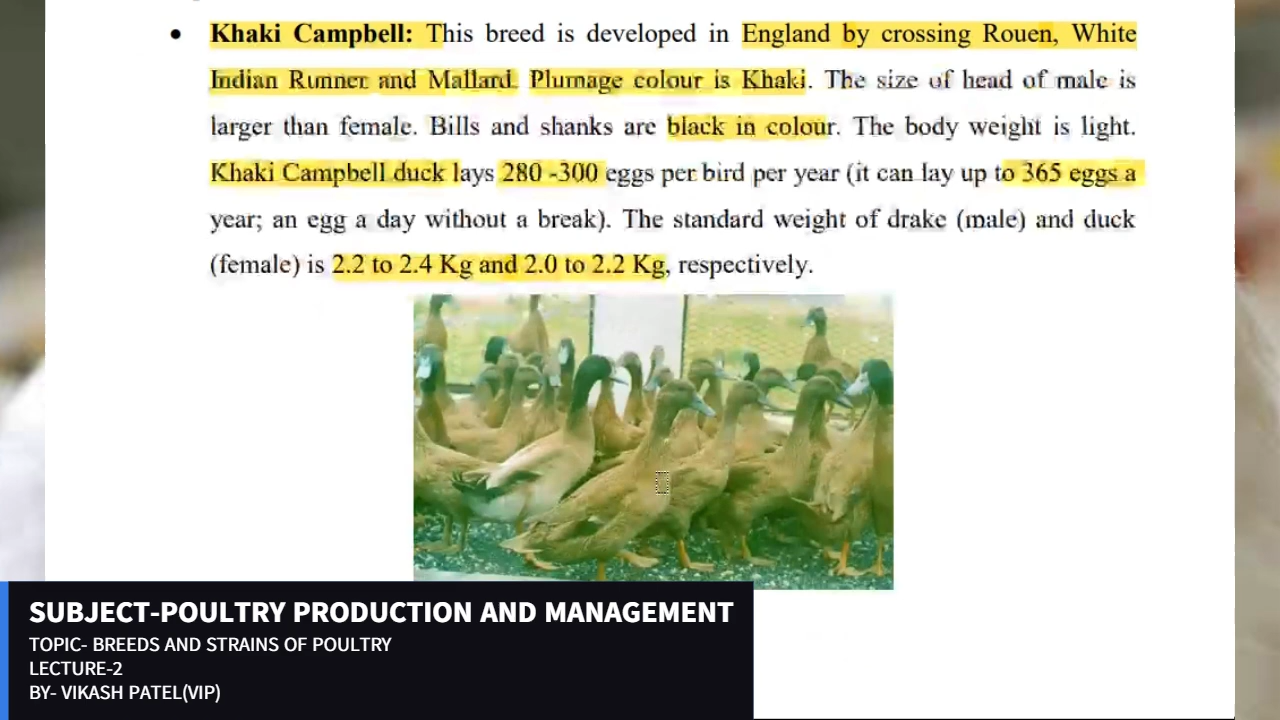 • Khaki Campbell: This breed is developed in England by crossing Rouen, White
Indian Runner and Mallard. Plumage colour is Khaki. The size of head of male is
larger than female. Bills and shanks are black in colour. The body weight is light.
Khaki Campbell duck lays 280 -300 eggs per bird per year (it can lay up to 365 eggs a
year; an egg a day without a break). The standard weight of drake (male) and duck
(female) is 2.2 to 2.4 Kg and 2.0 to 2.2 Kg, respectively.
SUBJECT-POULTRY PRODUCTION AND MANAGEMENT
TOPIC- BREEDS AND STRAINS OF POULTRY
LECTURE-2
BY- VIKASH PATEL(VIP)